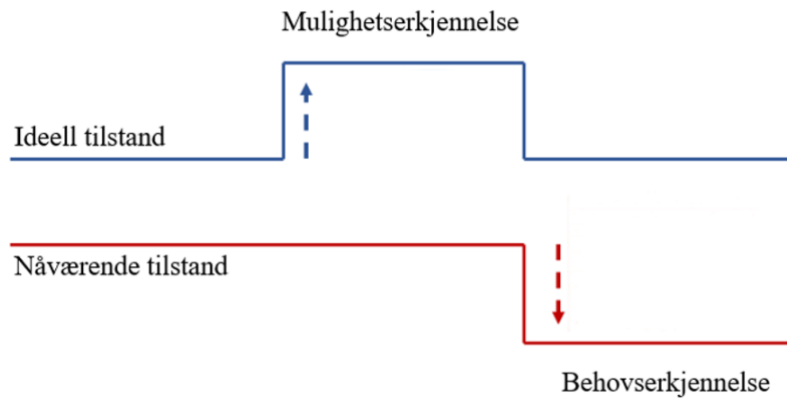 Mulighetserkjennelse
Ideell tilstand
Nåværende tilstand
Behovserkjennelse